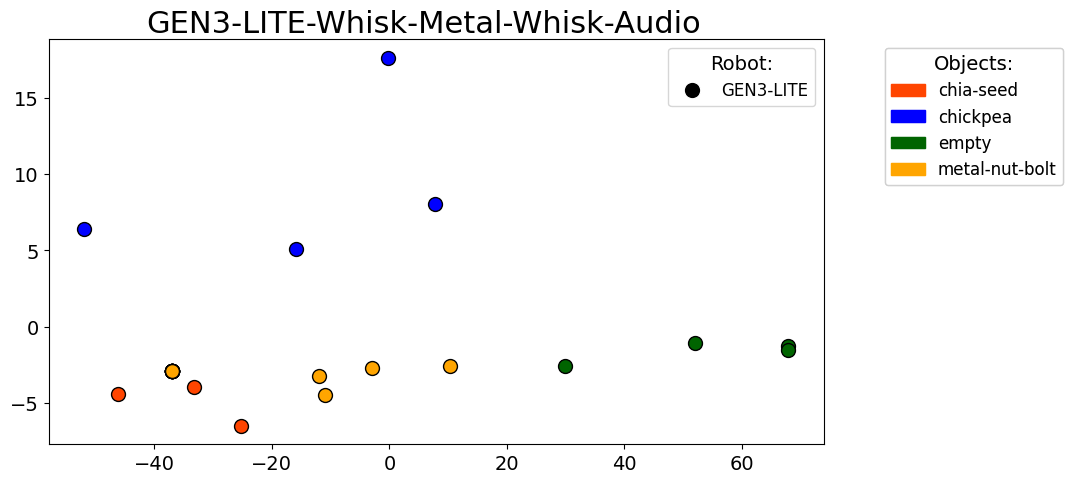 GEN3-LITE-Whisk-Metal-Whisk-Audio
Robot:
GEN3-LITE
Objects:
chia-seed
chickpea
empty
metal-nut-bolt
15
10
5
0
−5
−40
−20
0
20
40
60